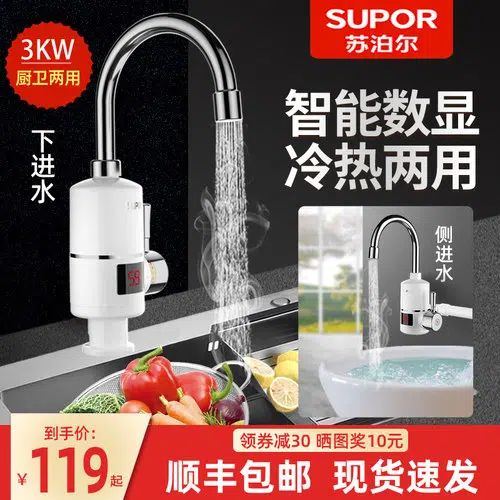 3KW
厨卫两用
SUPOR
苏泊尔
下进水
智能数显
冷热两用
SUPOR
59
侧进水
到手价:
¥119起
领券减30 晒图奖10元
顺丰包邮 现货速发